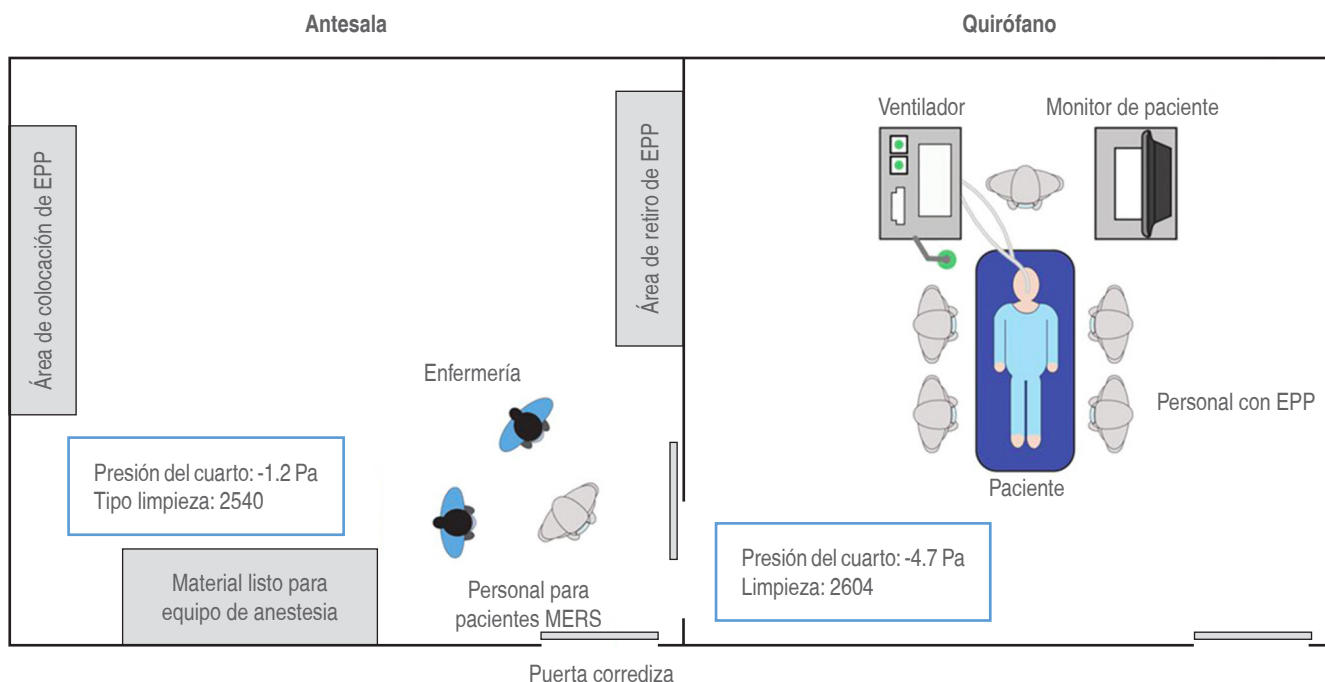 Antesala
Quirófano
Área de colocación de EPP
Área de retiro de EPP
Ventilador
Monitor de paciente
Enfermería
Personal con EPP
Presión del cuarto: -1.2 Pa
Tipo limpieza: 2540
Paciente
Presión del cuarto: -4.7 Pa
Limpieza: 2604
Material listo para
equipo de anestesia
Personal para
pacientes MERS
Puerta corrediza